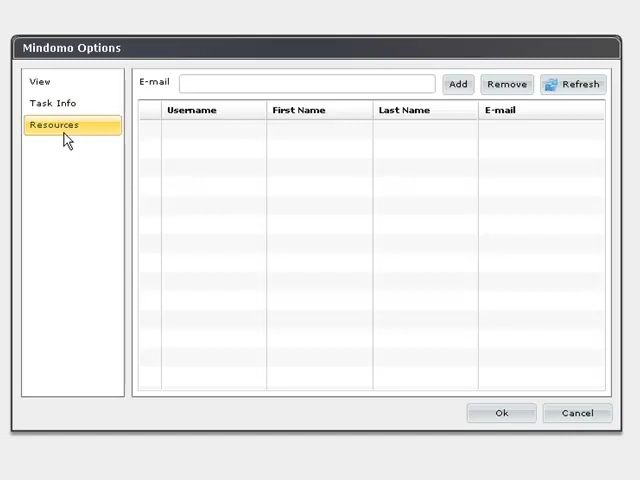 Mindomo Options
View
Task Info
Resources
E-mail
Add
Remove
Refresh
Username First Name Last Name E-mail
Ok
Cancel